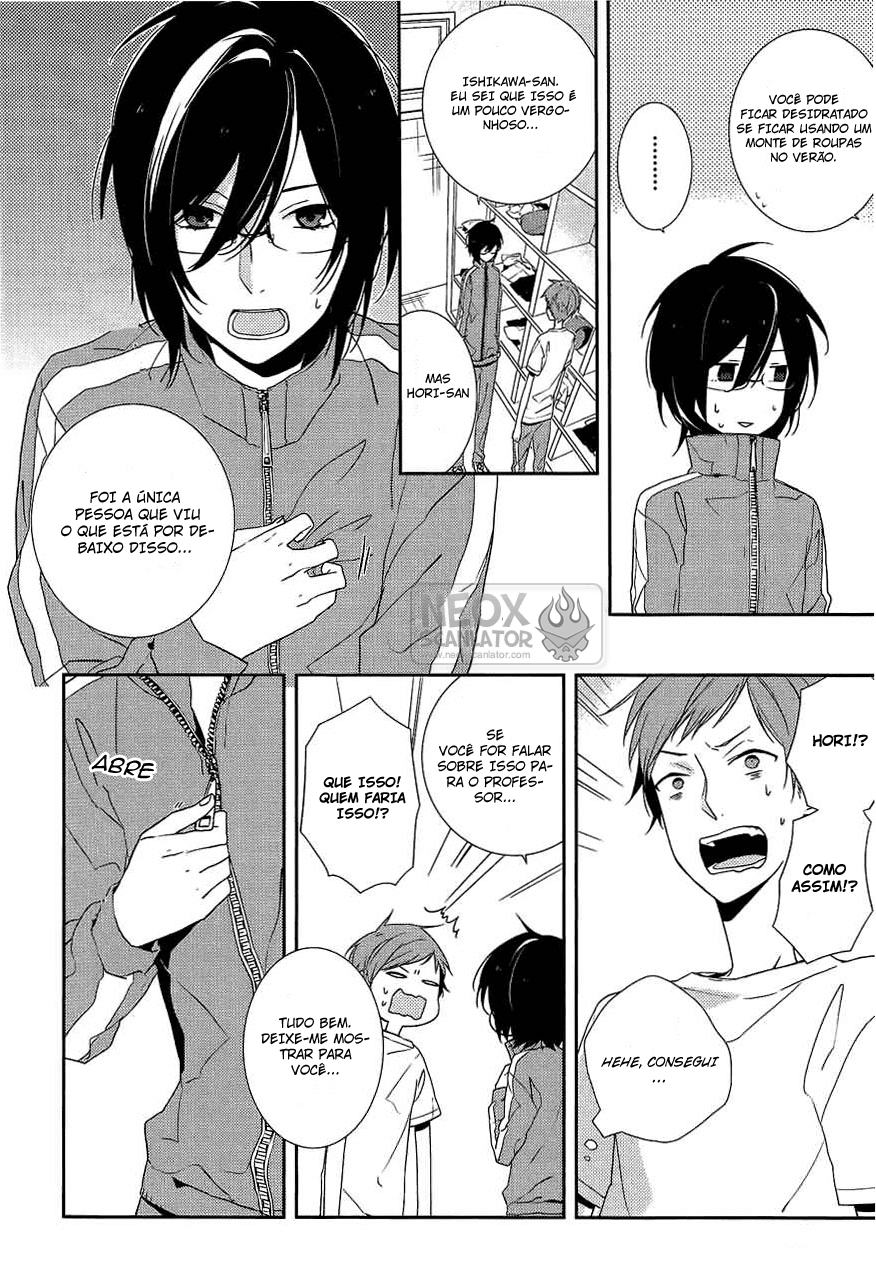 VOCÊ PODE
FICAR DESIDRATADO
SE FICAR USANDO UM
MONTE DE ROUPAS
NO VERÃO.
.........
ISHIKAWA-SAN.
EU SEI QUE ISSO É
UM POUCO VERGO-
NHOSO...
MAS
HORI-SAN
FOI A ÚNICA
PESSOA QUE VIU
O QUE ESTÁ POR DE-
BAIXO DISSO...
NEOX
SCANLATOR
www.neoxscanlator.com
HORI!?
COMO
ASSIM!?
HEHE, CONSEGUI
...
SE
VOCÊ FOR FALAR
SOBRE ISSO PA-
RA O PROFES-
SOR...
QUE ISSO!
QUEM FARIA
ISSO!?
TUDO BEM.
DEIXE-ME MOS-
TRAR PARA
VOCÊ...
ABRE